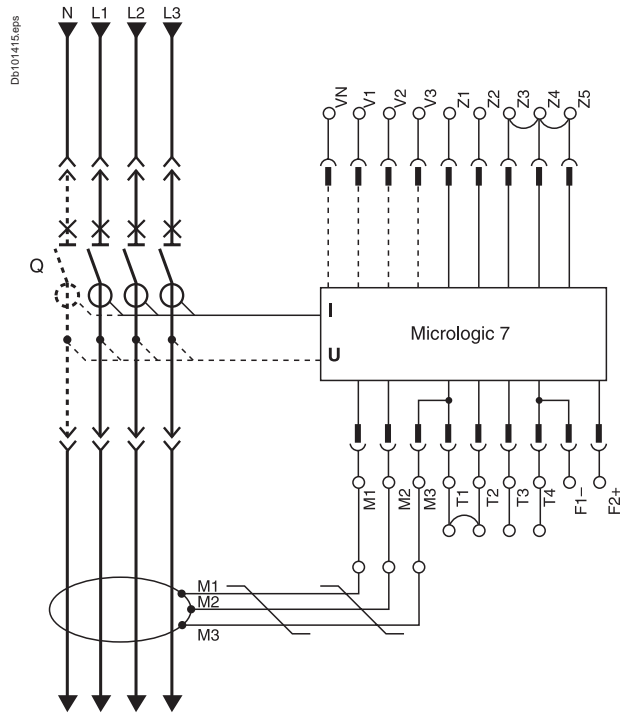 Db101415.eps
N L1 L2 L3
VN V1 V2 V3 Z1 Z2 Z3 Z4 Z5
Q
I
Micrologic 7
U
M1 M2 M3 T1 T2 T3 T4 F1– F2+
M1
M2
M3